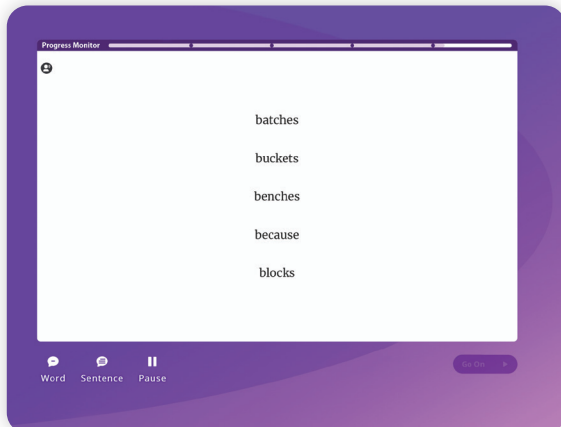 Progress Monitor
batches
buckets
benches
because
blocks
Word Sentence Pause
Go On